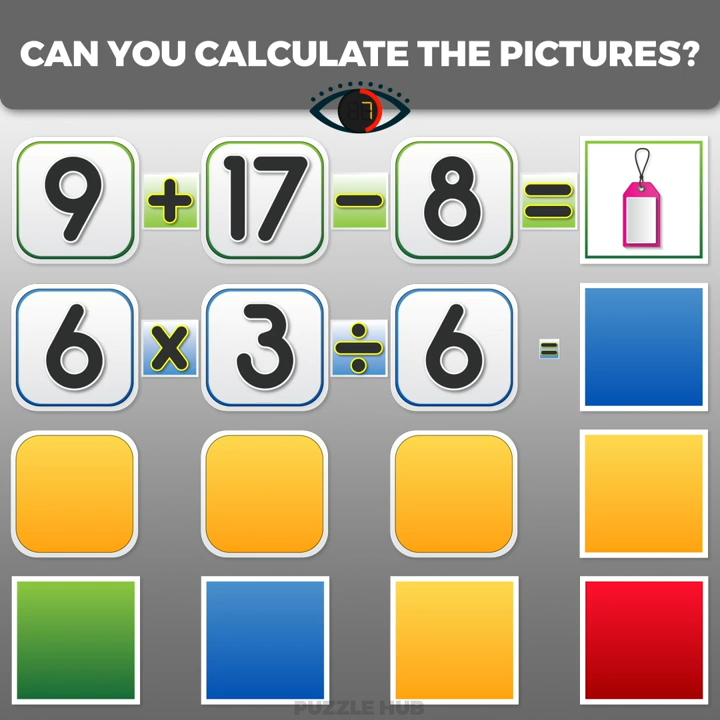 CAN YOU CALCULATE THE PICTURES?
9 + 17 − 8 =
6 x 3 ÷ 6 =
PUZZLE HUB